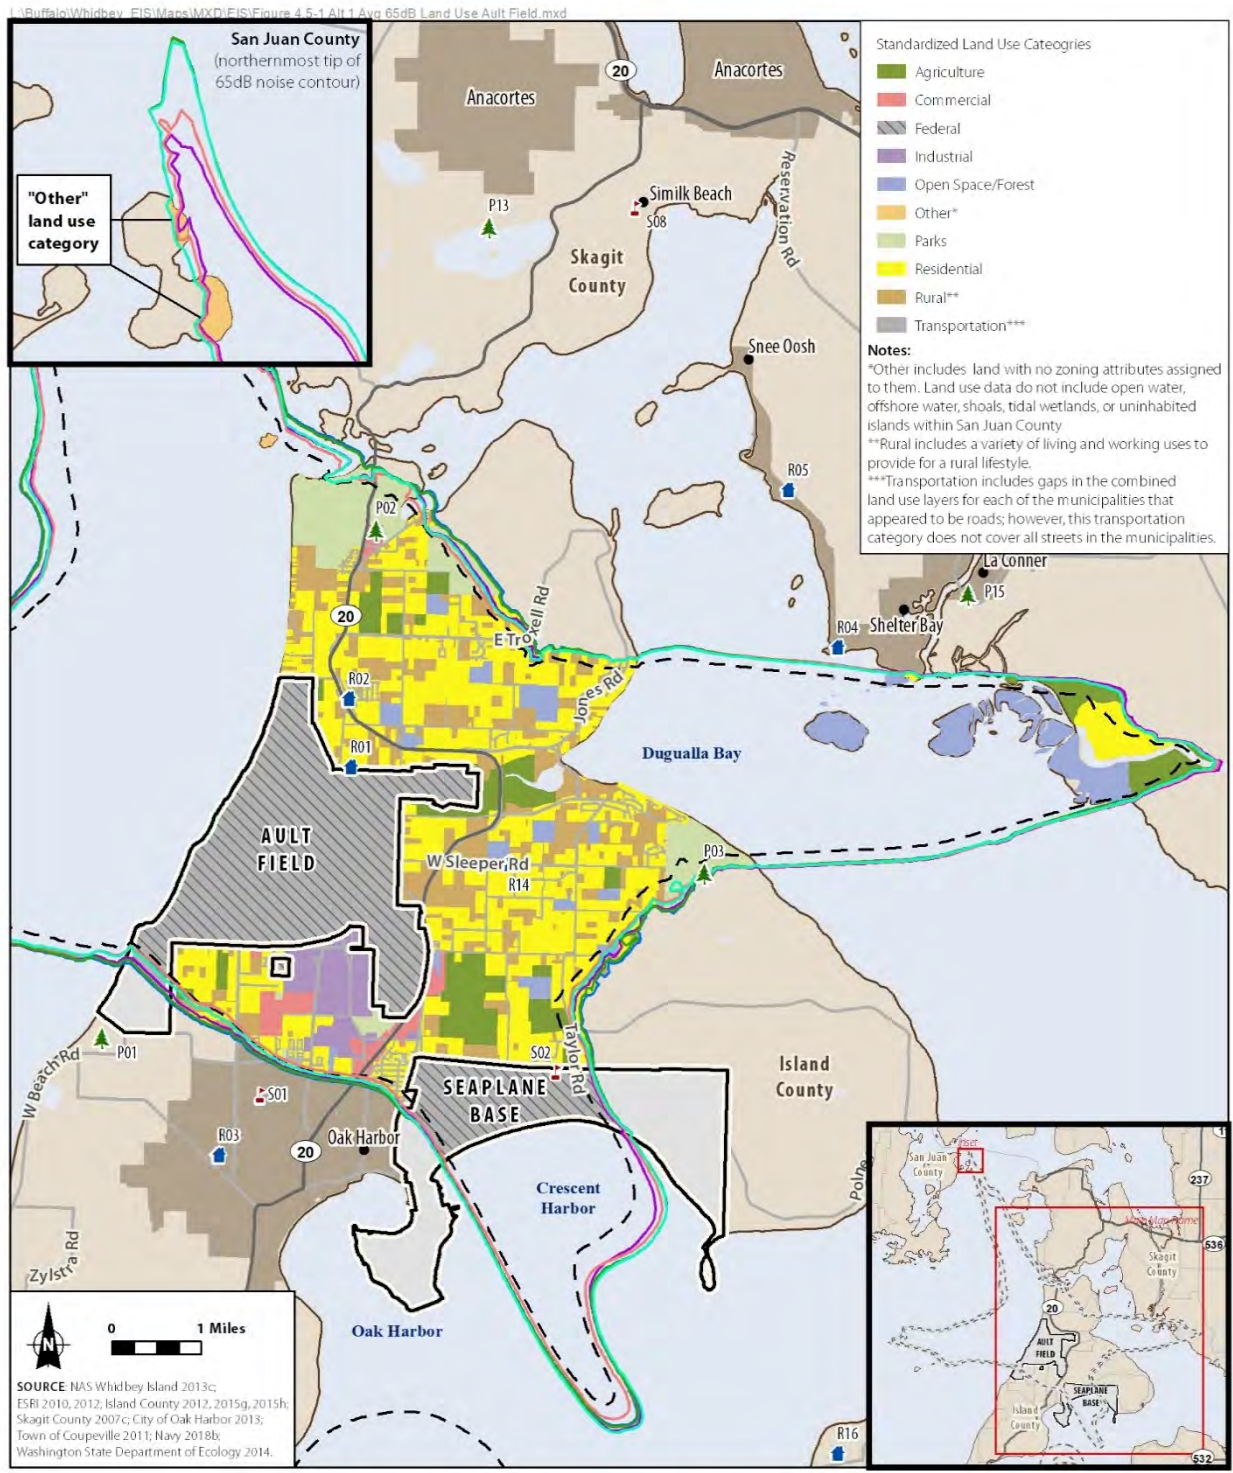 L:\Buffalo\Whidbey_EIS\Maps\MXD\EIS\Figure 4.5-1 Alt 1 Avg 65dB Land Use Ault Field.mxd
San Juan County
(northernmost tip of
65dB noise contour)
"Other"
land use
category
Anacortes
20
Anacortes
Reservation Rd
P13
Similk Beach
S08
Skagit
County
Snee Oosh
R05
Standardized Land Use Cateogries
Agriculture
Commercial
Federal
Industrial
Open Space/Forest
Other*
Parks
Residential
Rural**
Transportation***
Notes:
*Other includes land with no zoning attributes assigned
to them. Land use data do not include open water,
offshore water, shoals, tidal wetlands, or uninhabited
islands within San Juan County
**Rural includes a variety of living and working uses to
provide for a rural lifestyle.
***Transportation includes gaps in the combined
land use layers for each of the municipalities that
appeared to be roads; however, this transportation
category does not cover all streets in the municipalities.
La Conner
P15
R04
Shelter Bay
P02
20
E Troxell Rd
R02
Jones Rd
R01
Dugualla Bay
AULT
FIELD
W Sleeper Rd
R14
P03
P01
W Beach Rd
S01
S02
Taylor Rd
SEAPLANE
BASE
Island
County
R03
20
Oak Harbor
Crescent
Harbor
Polne
Zylstra Rd
Oak Harbor
R16
N
0
1 Miles
SOURCE: NAS Whidbey Island 2013c;
ESRI 2010, 2012; Island County 2012, 2015g, 2015h;
Skagit County 2007c; City of Oak Harbor 2013;
Town of Coupeville 2011; Navy 2018b;
Washington State Department of Ecology 2014.
Inset
San Juan
County
237
Main Map Frame
536
Skagit
County
20
AULT
FIELD
SEAPLANE
BASE
Island
County
532